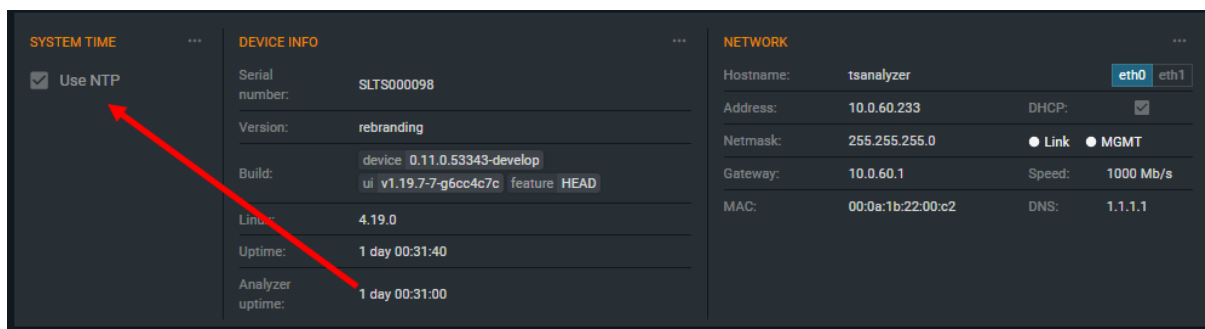 SYSTEM TIME ...
Use NTP
DEVICE INFO ...
Serial number: SLTS000098
Version: rebranding
Build: device 0.11.0.53343-develop
ui v1.19.7-7-g6cc4c7c feature HEAD
Linux: 4.19.0
Uptime: 1 day 00:31:40
Analyzer uptime: 1 day 00:31:00
NETWORK ...
Hostname: tsanalyzer eth0 eth1
Address: 10.0.60.233 DHCP:
Netmask: 255.255.255.0 Link MGMT
Gateway: 10.0.60.1 Speed: 1000 Mb/s
MAC: 00:0a:1b:22:00:c2 DNS: 1.1.1.1